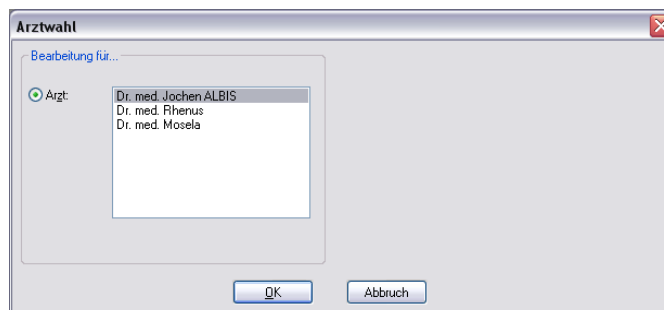 Arztwahl
Bearbeitung für...
Arzt:
Dr. med. Jochen ALBIS
Dr. med. Rhenus
Dr. med. Mosela
OK
Abbruch